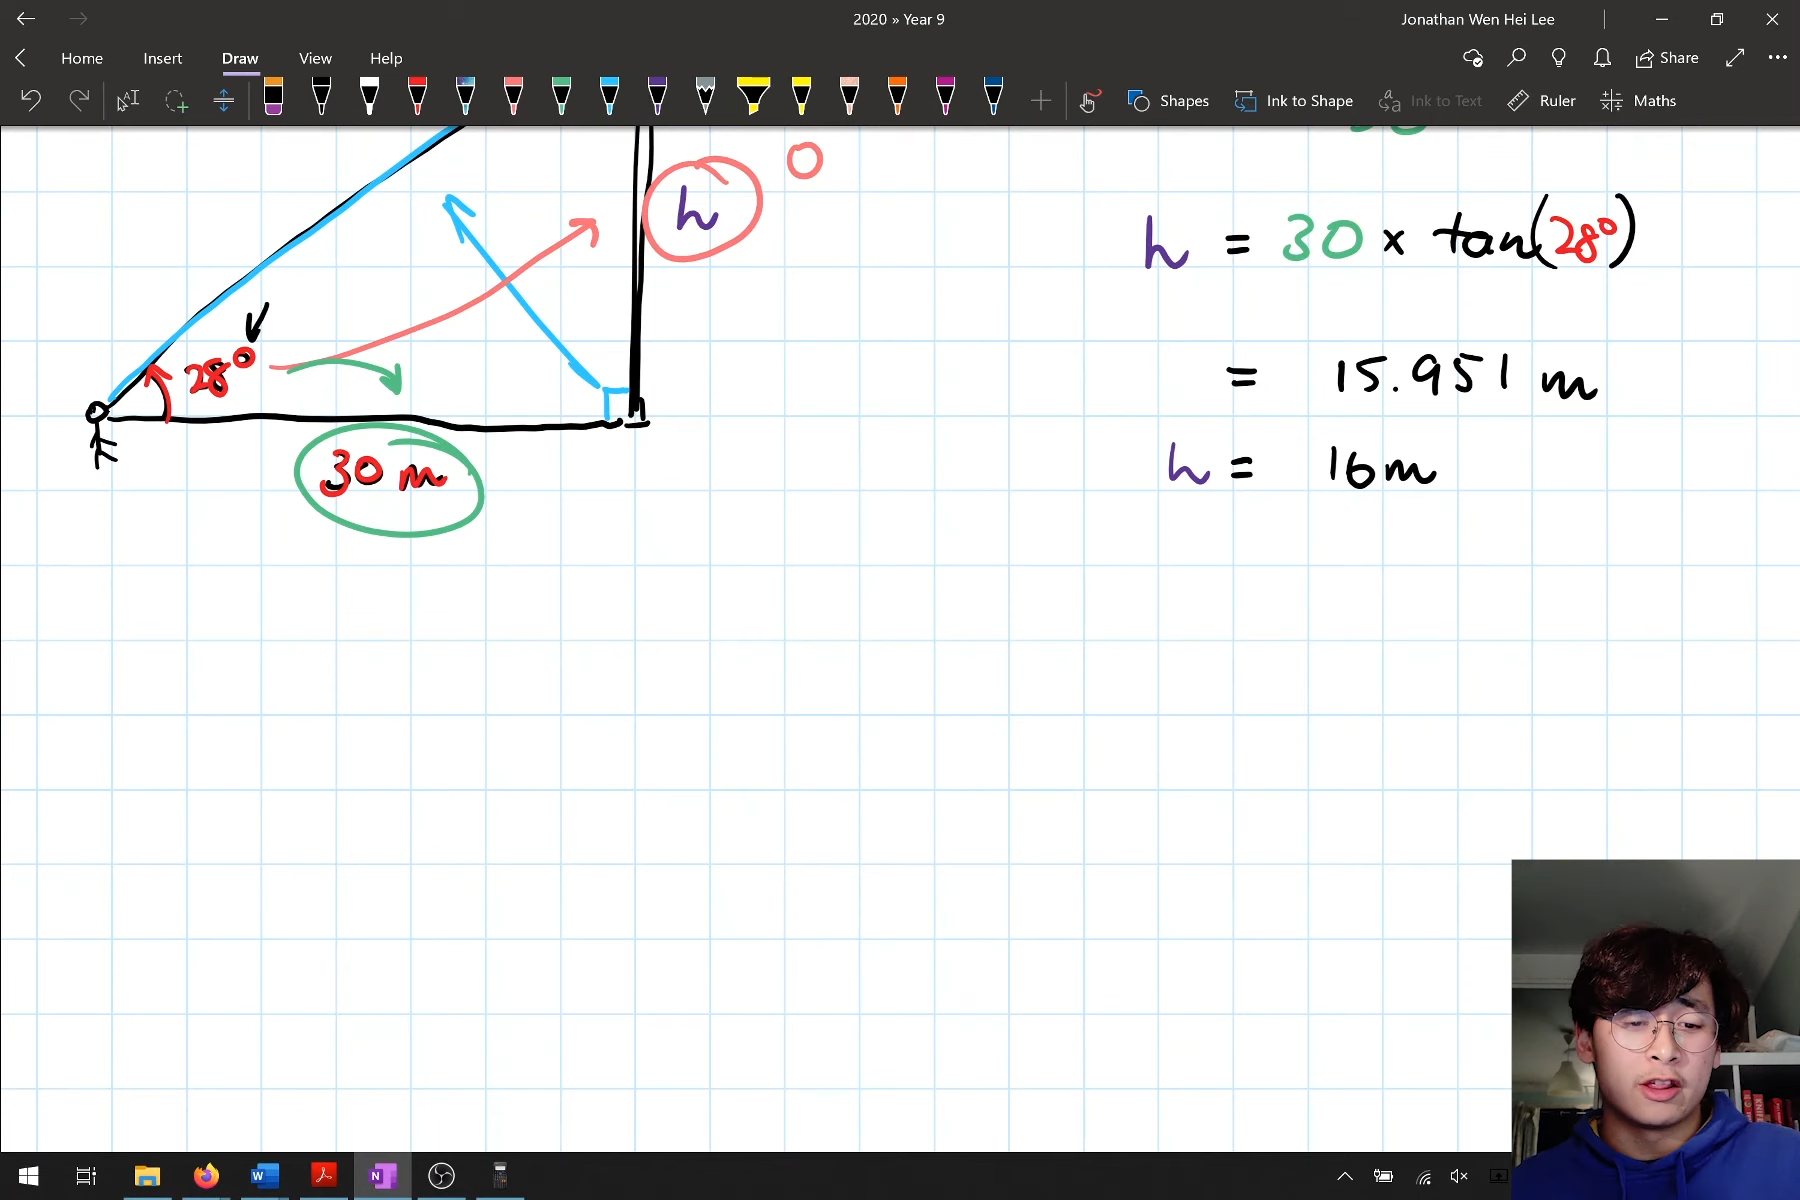 2020 » Year 9
Jonathan Wen Hei Lee
Home Insert Draw View Help
Share
Shapes Ink to Shape Ink to Text Ruler Maths
h
O
28°
30 m
h = 30 × tan(28°)
= 15.951 m
h = 16m